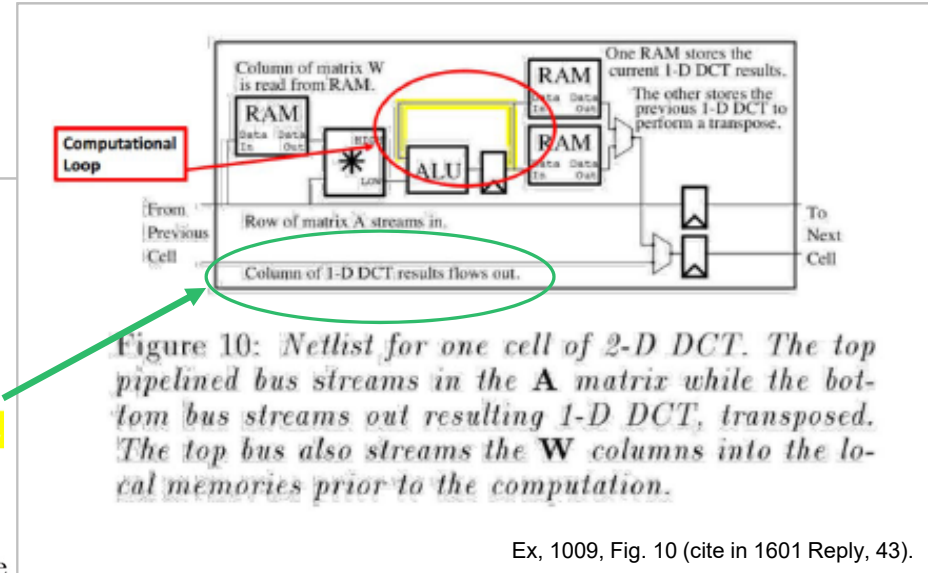 Column of matrix W
is read from RAM.
RAM
Data Data
In Out
Computational
Loop
HIGH
*
LOW
ALU
RAM
Data Data
In Out
RAM
Data Data
In Out
One RAM stores the
current 1-D DCT results.
The other stores the
previous 1-D DCT to
perform a transpose.
From
Previous
Cell
Row of matrix A streams in.
Column of 1-D DCT results flows out.
To
Next
Cell
Figure 10: Netlist for one cell of 2-D DCT. The top
pipelined bus streams in the A matrix while the bot-
tom bus streams out resulting 1-D DCT, transposed.
The top bus also streams the W columns into the lo-
cal memories prior to the computation.
Ex, 1009, Fig. 10 (cite in 1601 Reply, 43).